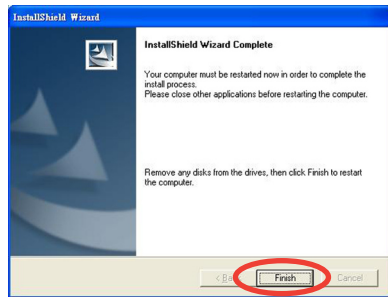 InstallShield Wizard
InstallShield Wizard Complete
Your computer must be restarted now in order to complete the
install process.
Please close other applications before restarting the computer.
Remove any disks from the drives, then click Finish to restart
the computer.
Finish
Cancel